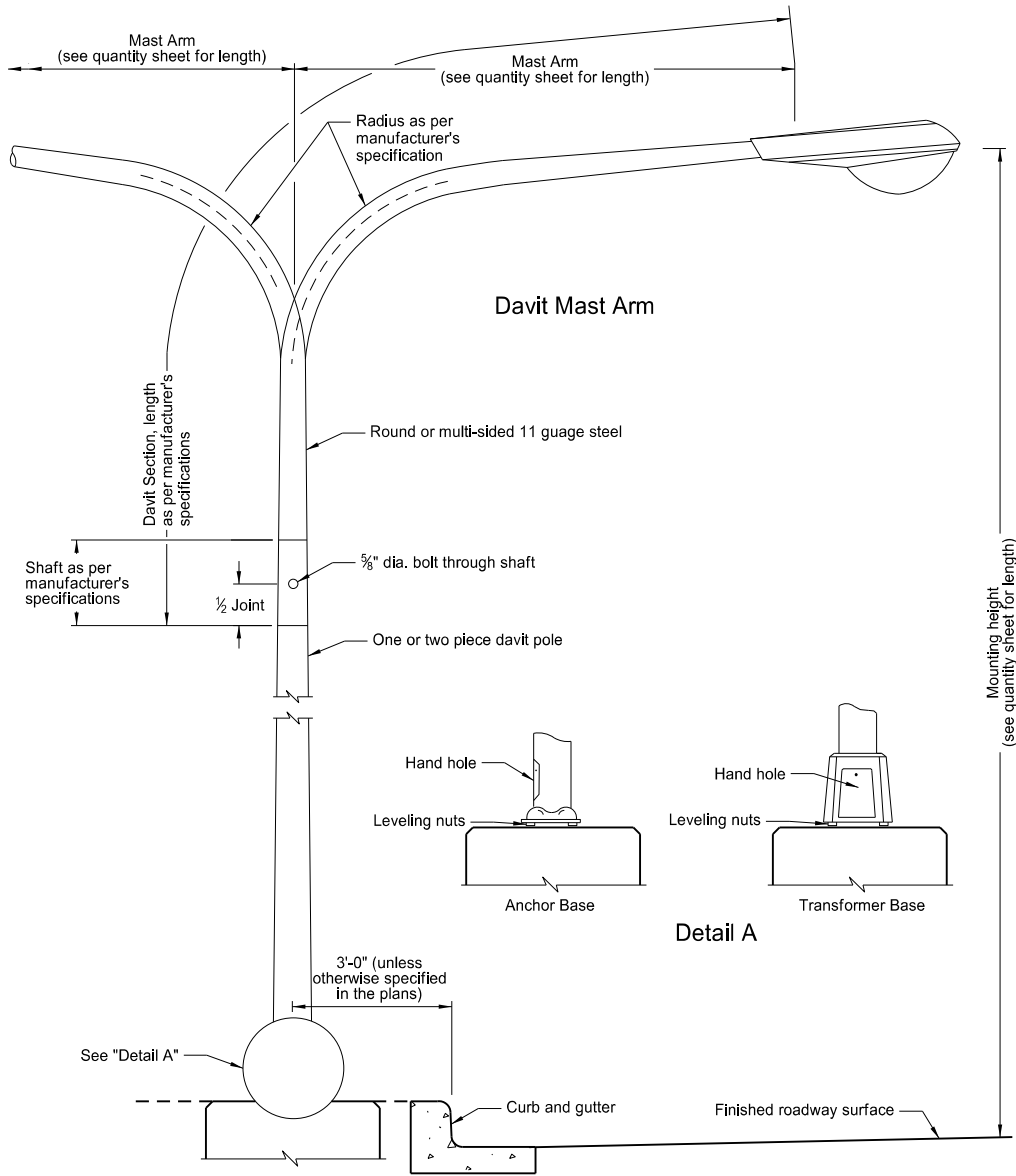 Mast Arm
(see quantity sheet for length)
Mast Arm
(see quantity sheet for length)
Radius as per
manufacturer's
specification
Davit Mast Arm
Davit Section, length
as per manufacturer's
specifications
Round or multi-sided 11 guage steel
Shaft as per
manufacturer's
specifications
⅝" dia. bolt through shaft
½ Joint
One or two piece davit pole
Mounting height
(see quantity sheet for length)
Hand hole
Leveling nuts
Anchor Base
Hand hole
Leveling nuts
Transformer Base
Detail A
3'-0" (unless
otherwise specified
in the plans)
See "Detail A"
Curb and gutter
Finished roadway surface